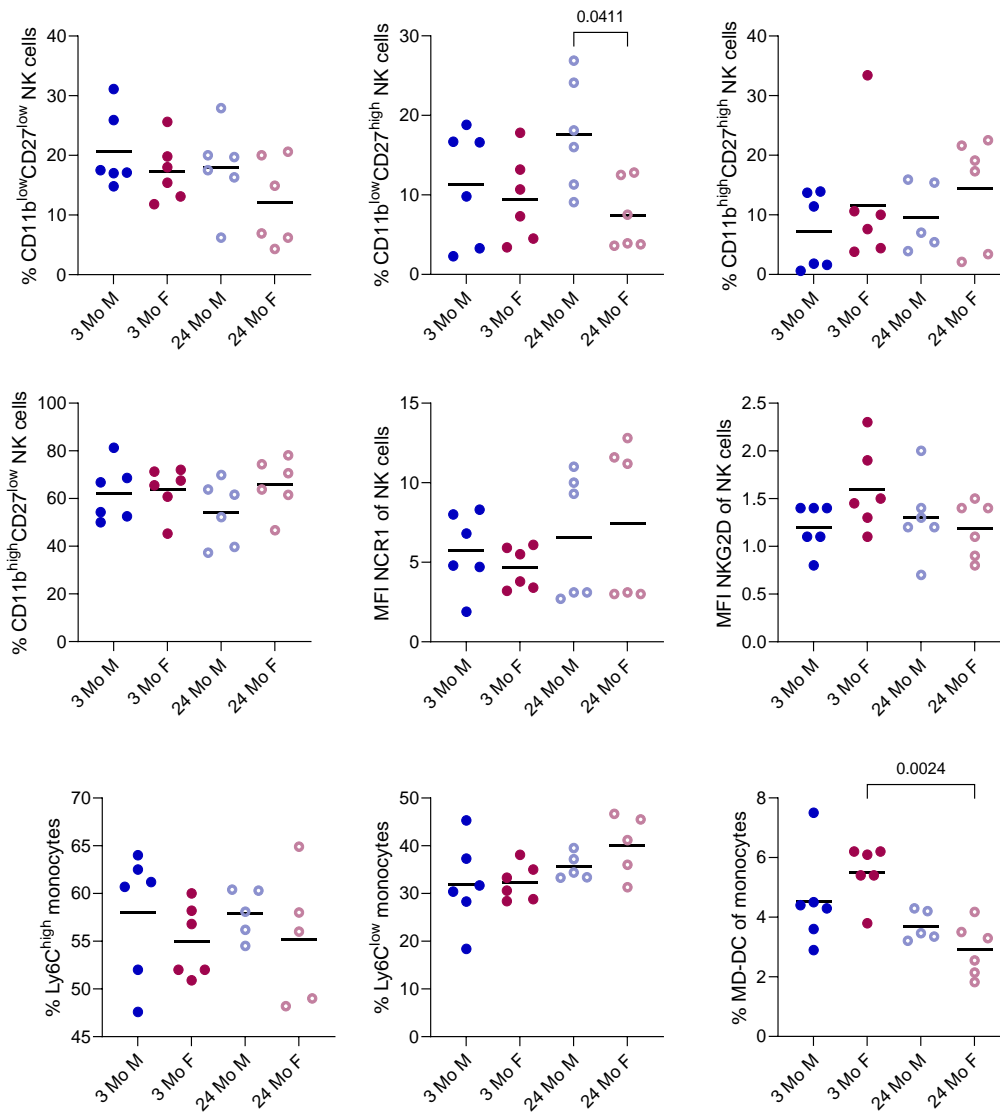 % CD11b^lowCD27^low NK cells
40
30
20
10
0
3 Mo M
3 Mo F
24 Mo M
24 Mo F
0.0411
% CD11b^lowCD27^high NK cells
30
20
10
0
3 Mo M
3 Mo F
24 Mo M
24 Mo F
% CD11b^highCD27^high NK cells
40
30
20
10
0
3 Mo M
3 Mo F
24 Mo M
24 Mo F
% CD11b^highCD27^low NK cells
100
80
60
40
20
0
3 Mo M
3 Mo F
24 Mo M
24 Mo F
MFI NCR1 of NK cells
15
10
5
0
3 Mo M
3 Mo F
24 Mo M
24 Mo F
MFI NKG2D of NK cells
2.5
2.0
1.5
1.0
0.5
0.0
3 Mo M
3 Mo F
24 Mo M
24 Mo F
% Ly6C^high monocytes
70
65
60
55
50
45
3 Mo M
3 Mo F
24 Mo M
24 Mo F
% Ly6C^low monocytes
50
40
30
20
10
0
3 Mo M
3 Mo F
24 Mo M
24 Mo F
0.0024
% MD-DC of monocytes
8
6
4
2
0
3 Mo M
3 Mo F
24 Mo M
24 Mo F